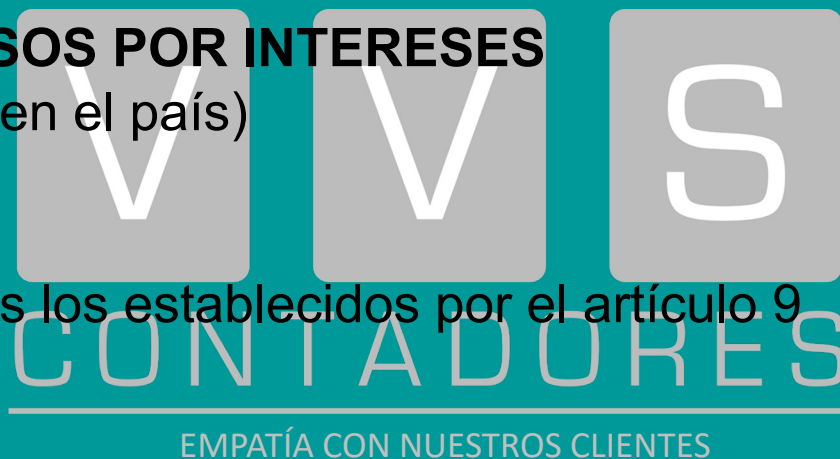 SOS POR INTERESES
en el país)
V V S
s los establecidos por el artículo 9
CONTADORES
EMPATÍA CON NUESTROS CLIENTES